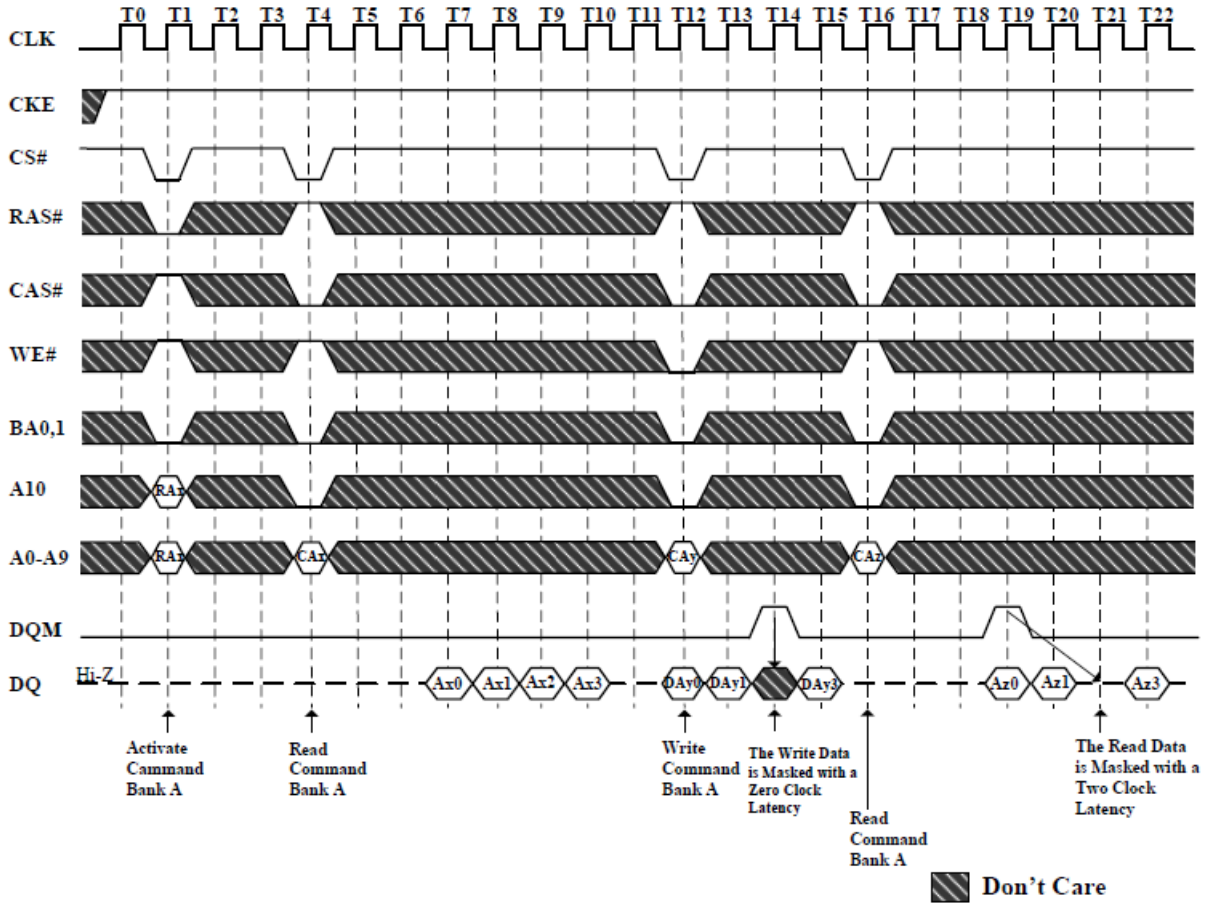 T0 T1 T2 T3 T4 T5 T6 T7 T8 T9 T10 T11 T12 T13 T14 T15 T16 T17 T18 T19 T20 T21 T22
CLK
CKE
CS#
RAS#
CAS#
WE#
BA0,1
A10
RAx
A0-A9
RAx CAx CAy CAz
DQM
DQ
Hi-Z
Ax0 Ax1 Ax2 Ax3 DAy0 DAy1 DAy3 Az0 Az1 Az3
Activate
Cammand
Bank A
Read
Command
Bank A
Write
Command
Bank A
The Write Data
is Masked with a
Zero Clock
Latency
Read
Command
Bank A
The Read Data
is Masked with a
Two Clock
Latency
Don't Care